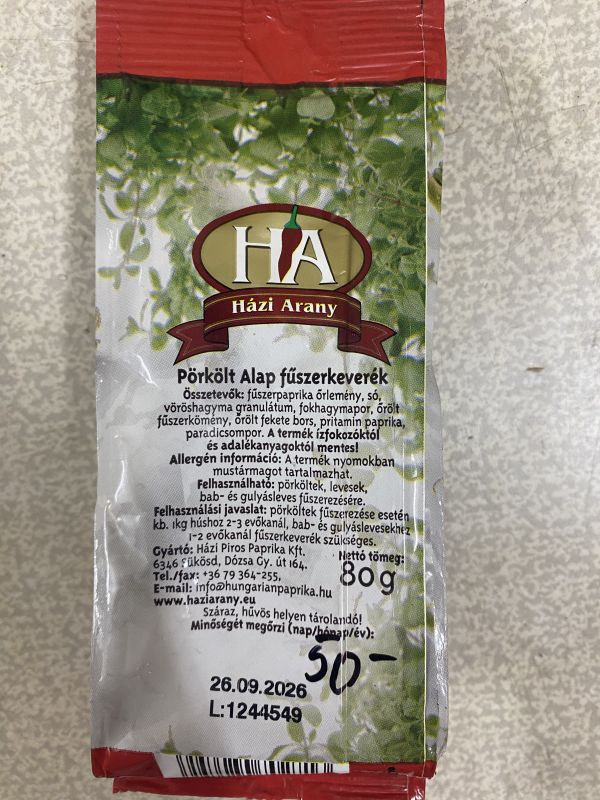 HA
Házi Arany
Pörkölt Alap fűszerkeverék
Összetevők: fűszerpaprika őrlemény, só,
vöröshagyma granulátum, fokhagymapor, őrölt
fűszerkömény, őrölt fekete bors, pritamin paprika,
paradicsompor. A termék ízfokozóktól
és adalékanyagoktól mentes!
Allergén információ: A termék nyomokban
mustármagot tartalmazhat.
Felhasználható: pörköltek, levesek,
bab- és gulyásleves fűszerezésére.
Felhasználási javaslat: pörköltek fűszerezése esetén
kb. 1kg húshoz 2-3 evőkanál, bab- és gulyáslevesekhez
1-2 evőkanál fűszerkeverék szükséges.
Gyártó: Házi Piros Paprika Kft.
6346 Sükösd, Dózsa Gy. út 164.
Tel./fax: +36 79 364-255,
E-mail: info@hungarianpaprika.hu
www.haziarany.eu
Nettó tömeg:
80 g
Száraz, hűvös helyen tárolandó!
Minőségét megőrzi (nap/hónap/év):
50-
26.09.2026
L:1244549